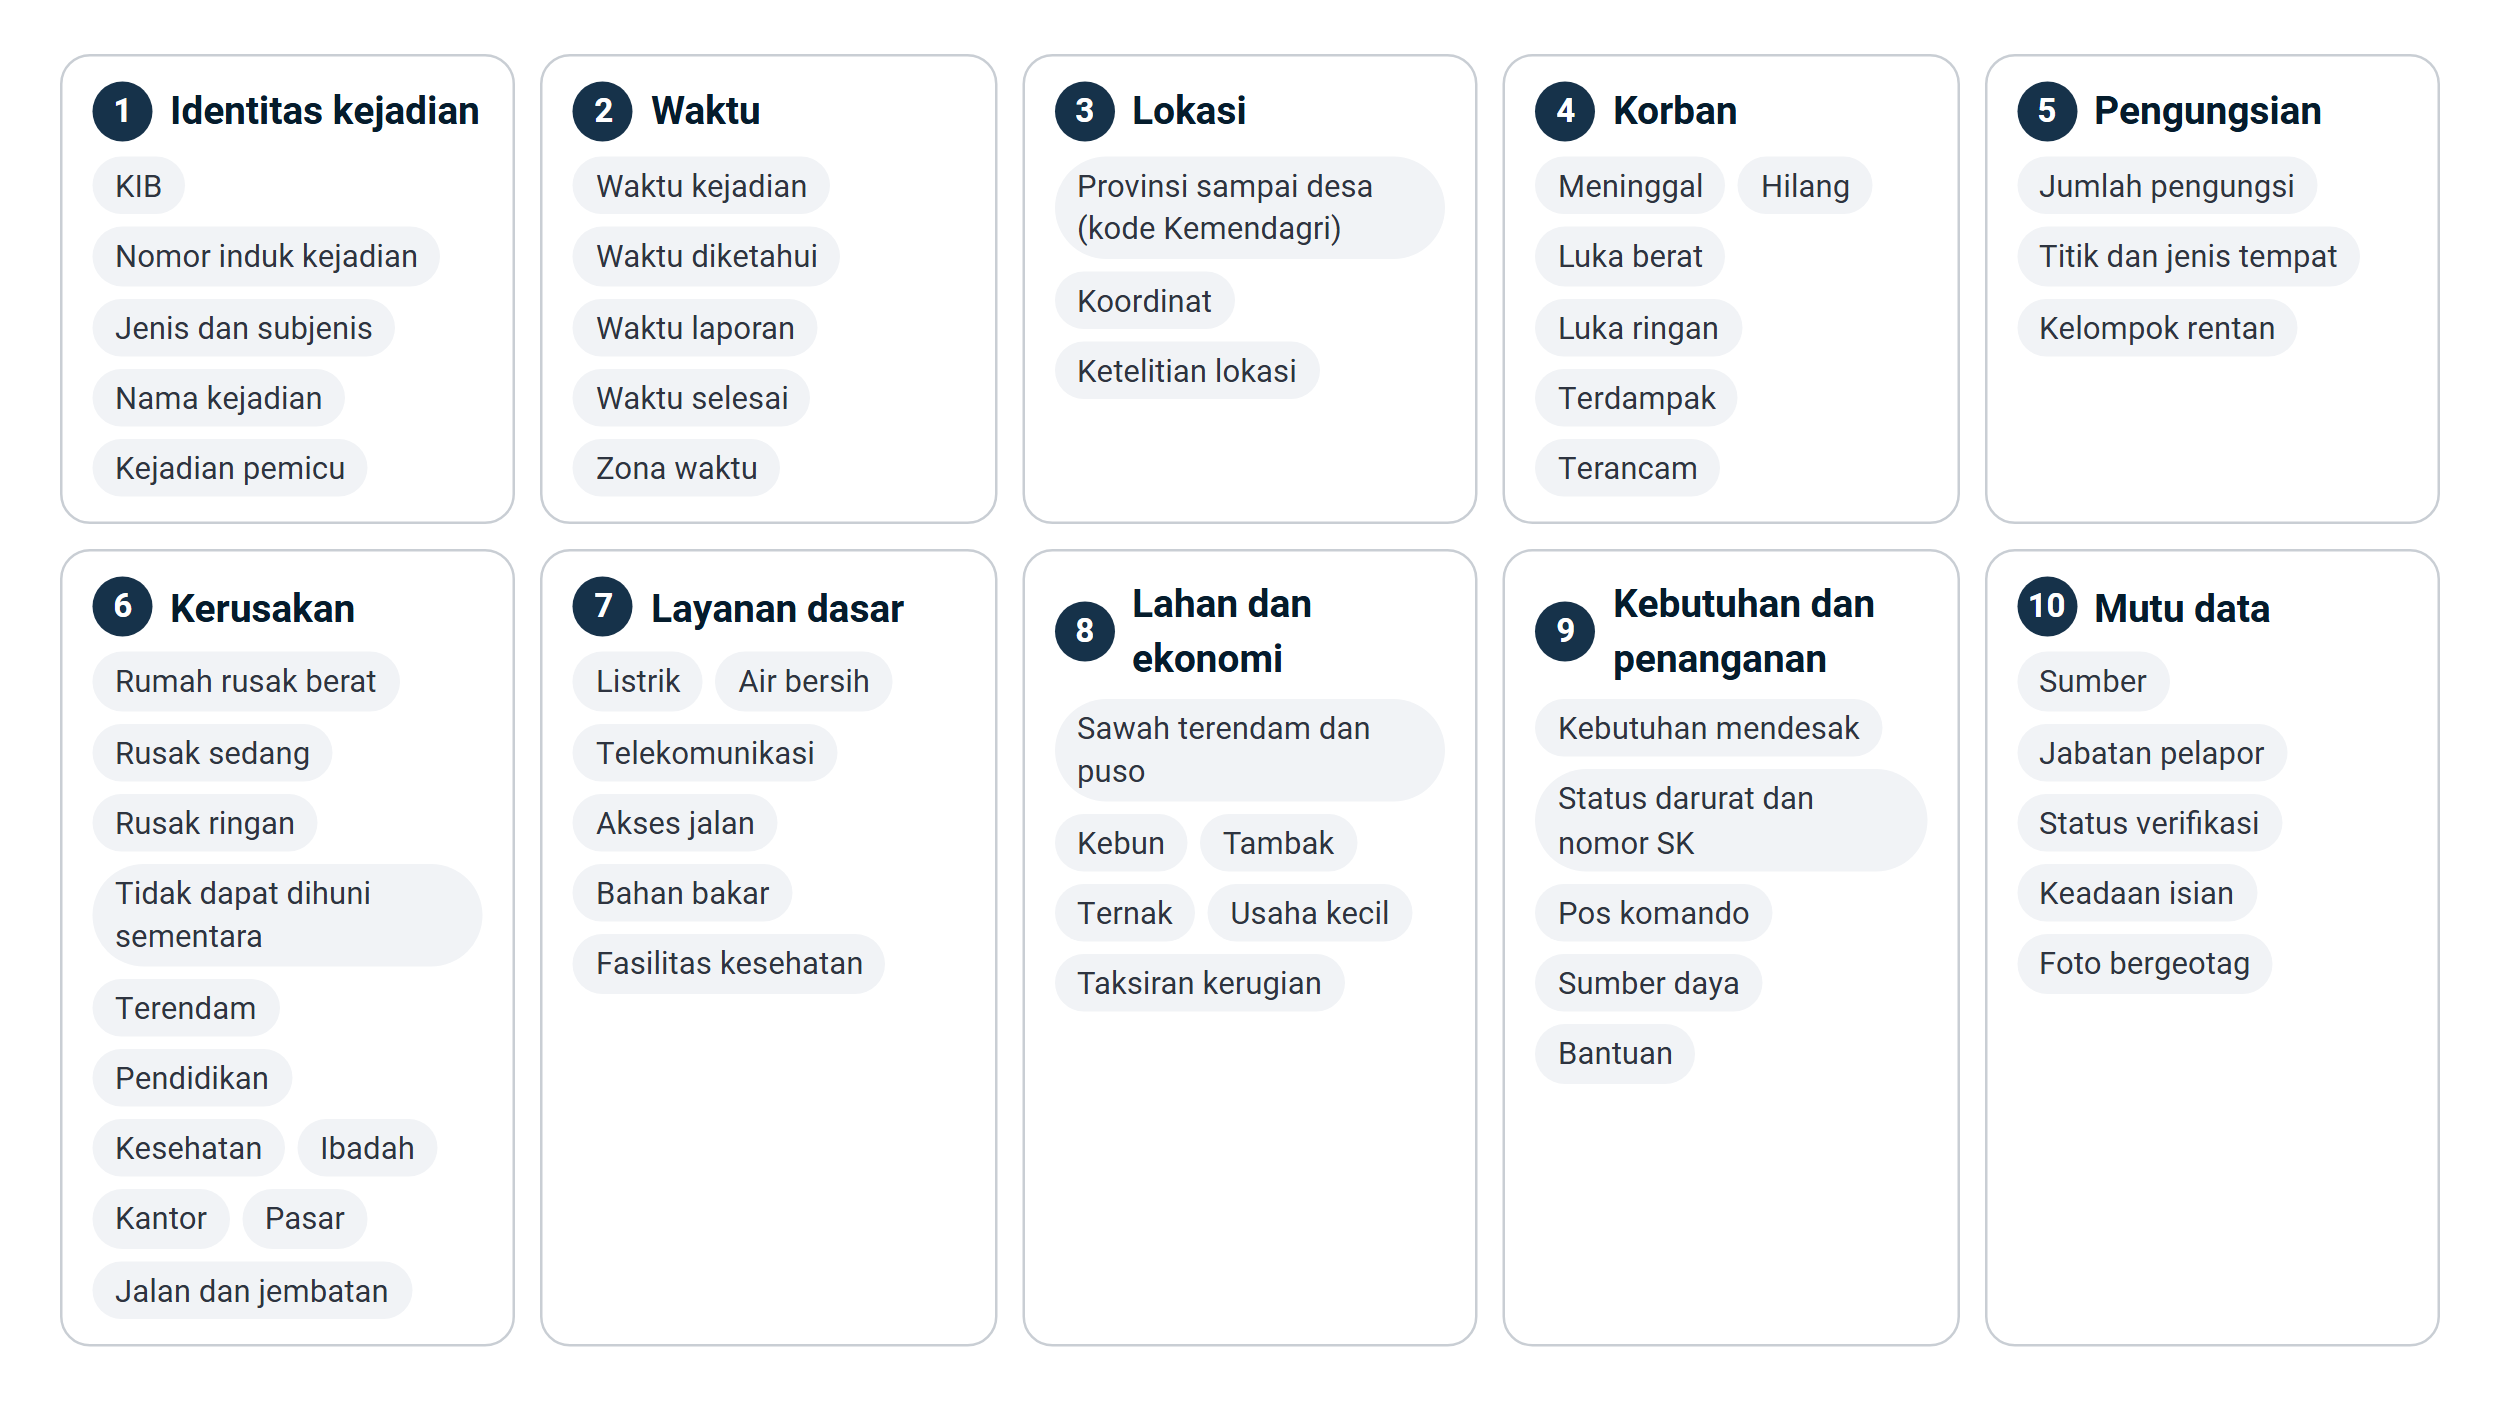 1 Identitas kejadian
KIB
Nomor induk kejadian
Jenis dan subjenis
Nama kejadian
Kejadian pemicu
2 Waktu
Waktu kejadian
Waktu diketahui
Waktu laporan
Waktu selesai
Zona waktu
3 Lokasi
Provinsi sampai desa
(kode Kemendagri)
Koordinat
Ketelitian lokasi
4 Korban
Meninggal Hilang
Luka berat
Luka ringan
Terdampak
Terancam
5 Pengungsian
Jumlah pengungsi
Titik dan jenis tempat
Kelompok rentan
6 Kerusakan
Rumah rusak berat
Rusak sedang
Rusak ringan
Tidak dapat dihuni
sementara
Terendam
Pendidikan
Kesehatan Ibadah
Kantor Pasar
Jalan dan jembatan
7 Layanan dasar
Listrik Air bersih
Telekomunikasi
Akses jalan
Bahan bakar
Fasilitas kesehatan
8 Lahan dan
ekonomi
Sawah terendam dan
puso
Kebun Tambak
Ternak Usaha kecil
Taksiran kerugian
9 Kebutuhan dan
penanganan
Kebutuhan mendesak
Status darurat dan
nomor SK
Pos komando
Sumber daya
Bantuan
10 Mutu data
Sumber
Jabatan pelapor
Status verifikasi
Keadaan isian
Foto bergeotag